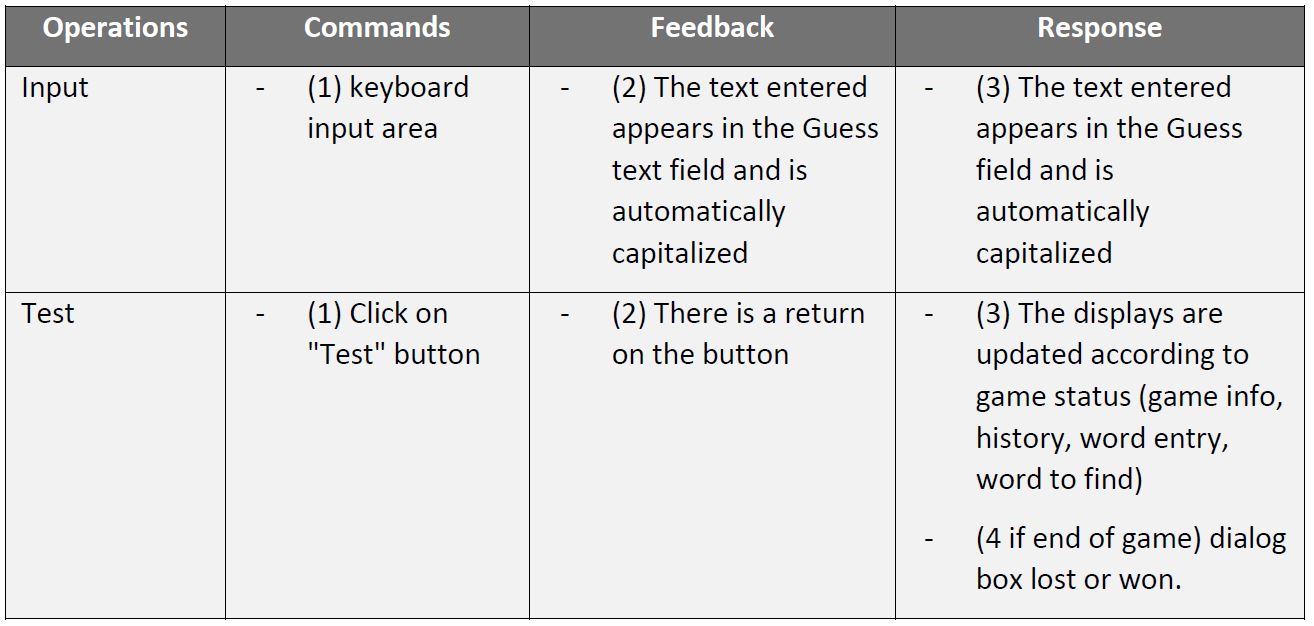 Operations Commands Feedback Response
Input
- (1) keyboard
input area
- (2) The text entered
appears in the Guess
text field and is
automatically
capitalized
- (3) The text entered
appears in the Guess
field and is
automatically
capitalized
Test
- (1) Click on
"Test" button
- (2) There is a return
on the button
- (3) The displays are
updated according to
game status (game info,
history, word entry,
word to find)
- (4 if end of game) dialog
box lost or won.